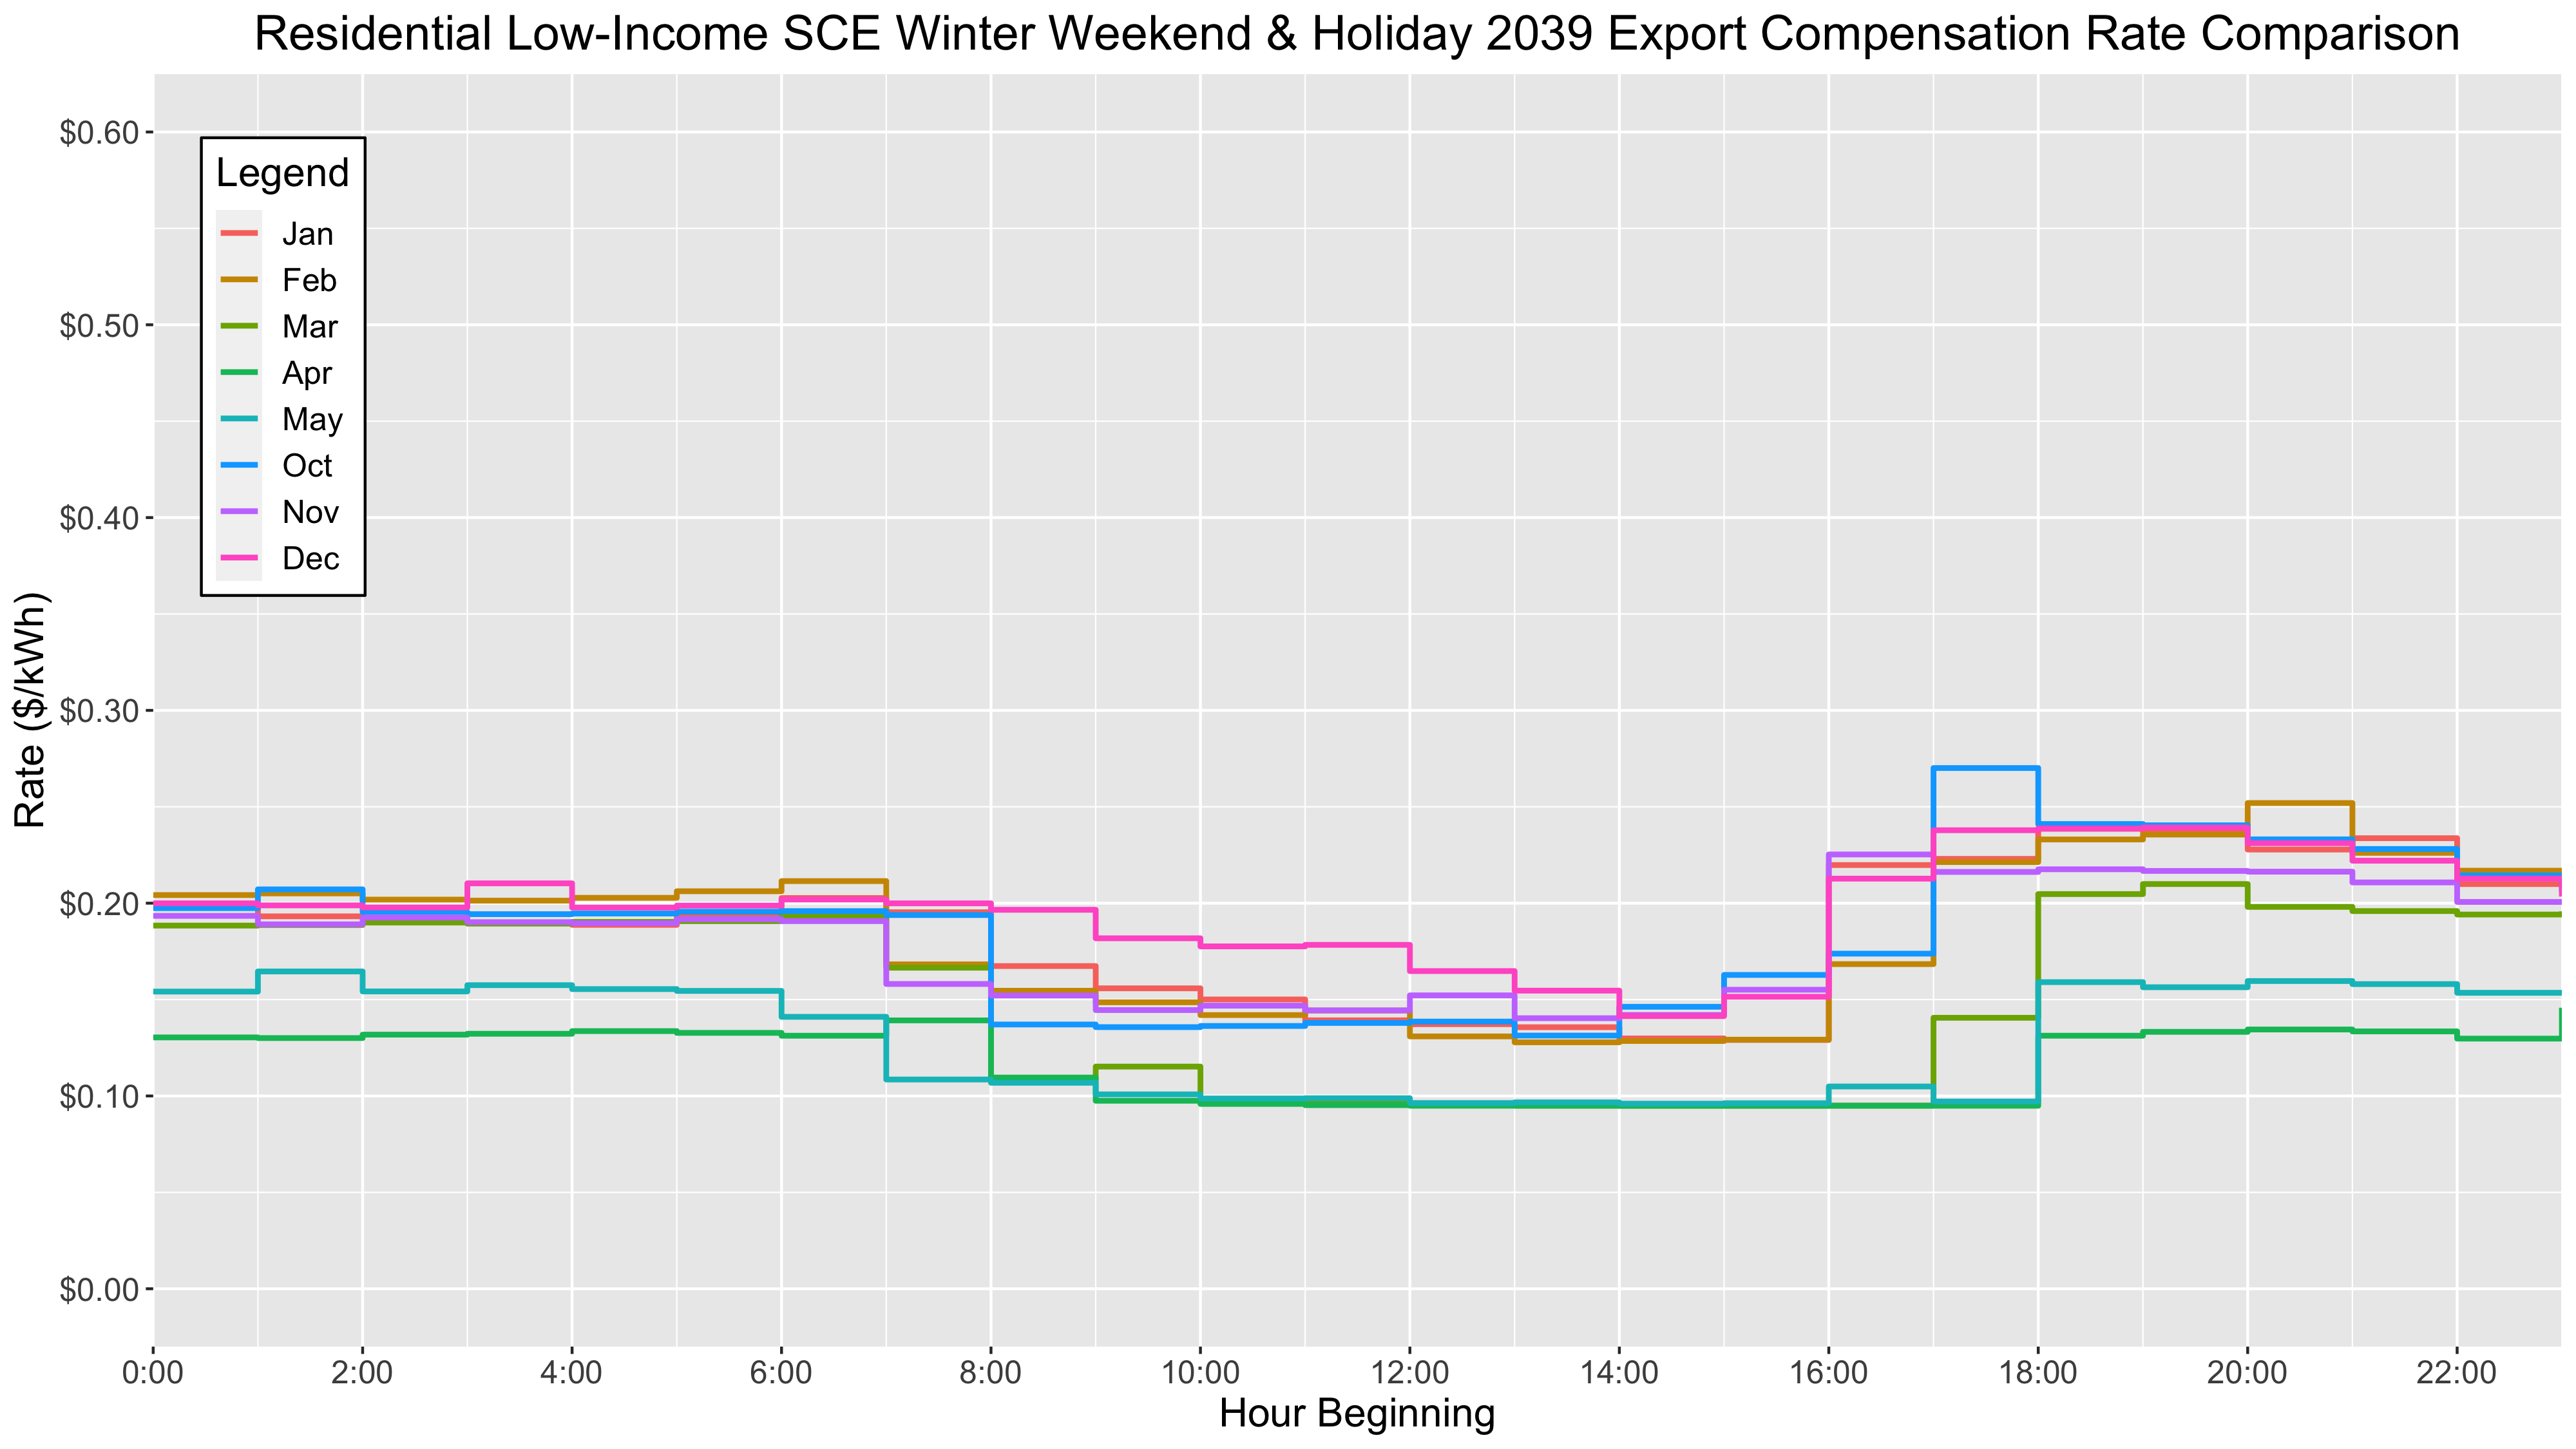 Residential Low-Income SCE Winter Weekend & Holiday 2039 Export Compensation Rate Comparison
Rate ($/kWh)
$0.60
$0.50
$0.40
$0.30
$0.20
$0.10
$0.00
Legend
Jan
Feb
Mar
Apr
May
Oct
Nov
Dec
0:00 2:00 4:00 6:00 8:00 10:00 12:00 14:00 16:00 18:00 20:00 22:00
Hour Beginning